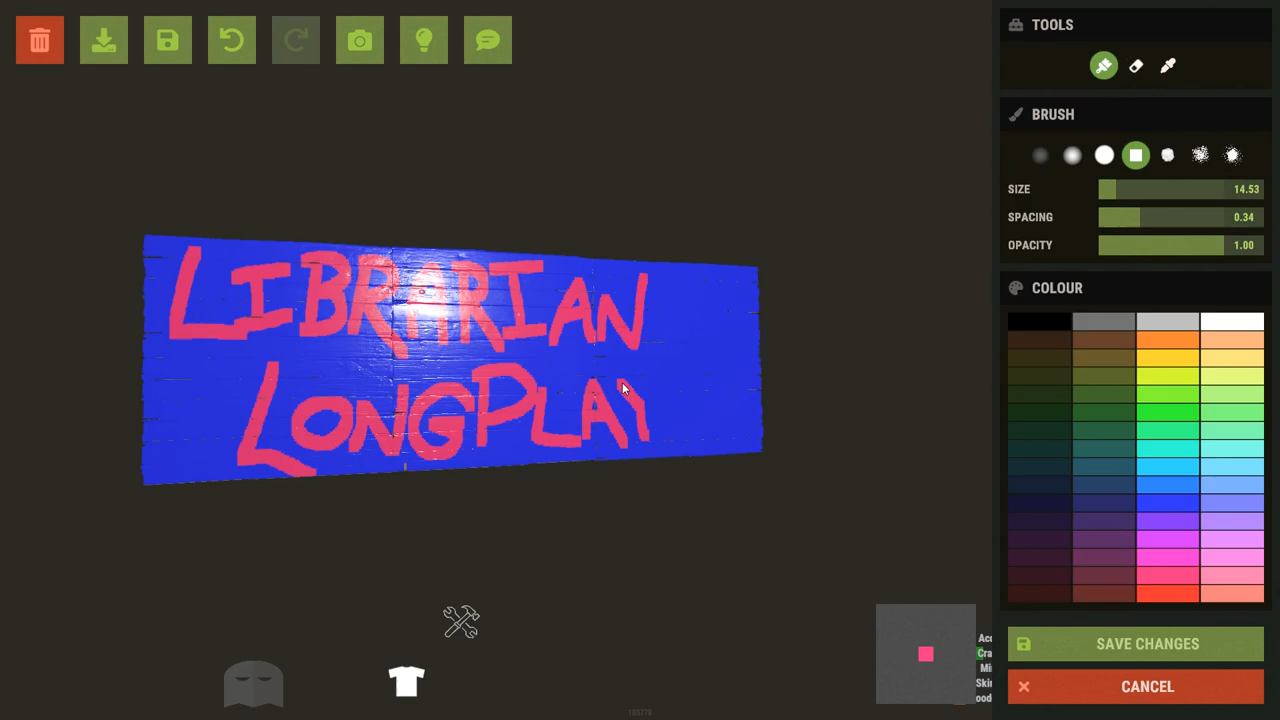 TOOLS
BRUSH
SIZE 14.53
SPACING 0.34
OPACITY 1.00
COLOUR
LIBRARIAN
LONGPLAY
SAVE CHANGES
CANCEL